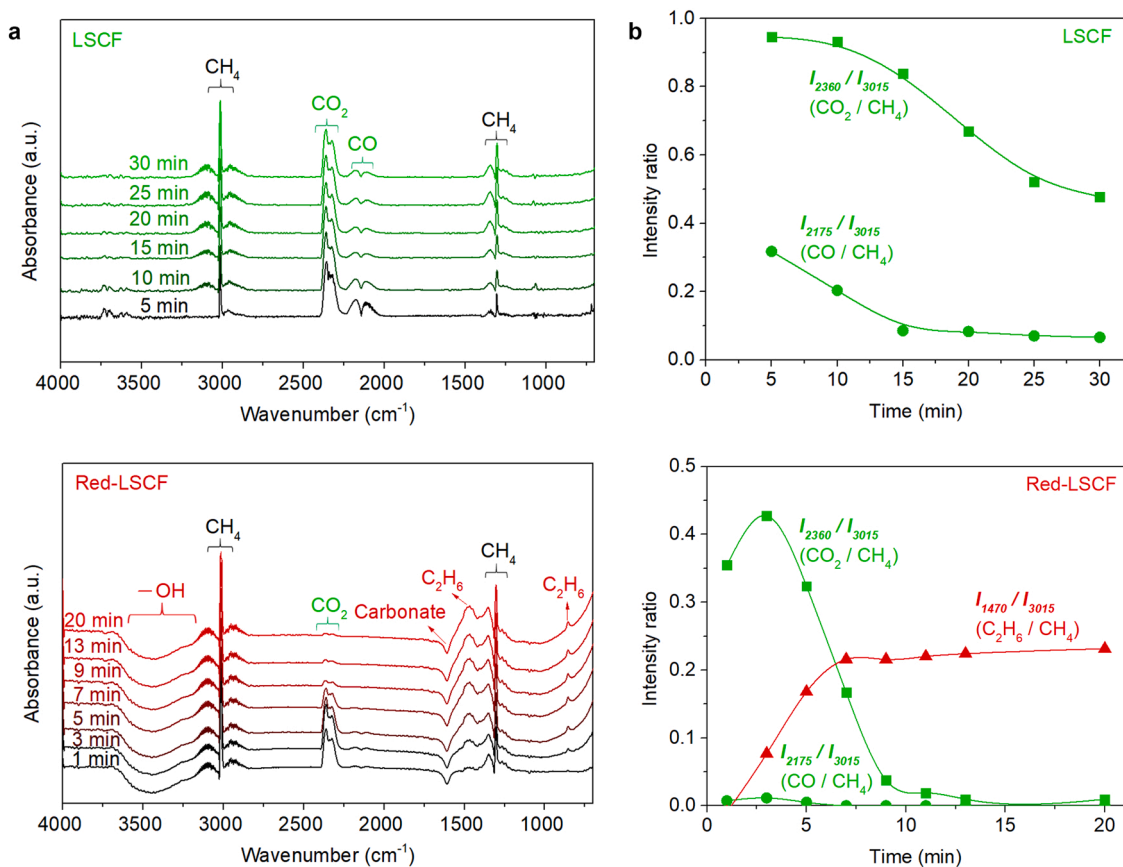 a
LSCF
CH₄
CO₂
CO
CH₄
30 min
25 min
20 min
15 min
10 min
5 min
Absorbance (a.u.)
4000 3500 3000 2500 2000 1500 1000
Wavenumber (cm⁻¹)
b
LSCF
1.0
0.8
0.6
0.4
0.2
0.0
Intensity ratio
I₂₃₆₀ / I₃₀₁₅
(CO₂ / CH₄)
I₂₁₇₅ / I₃₀₁₅
(CO / CH₄)
0 5 10 15 20 25 30
Time (min)
Red-LSCF
CH₄
CH₄
– OH
CO₂
C₂H₆
C₂H₆
Carbonate
20 min
13 min
9 min
7 min
5 min
3 min
1 min
Absorbance (a.u.)
4000 3500 3000 2500 2000 1500 1000
Wavenumber (cm⁻¹)
Red-LSCF
0.5
0.4
0.3
0.2
0.1
0.0
Intensity ratio
I₂₃₆₀ / I₃₀₁₅
(CO₂ / CH₄)
I₁₄₇₀ / I₃₀₁₅
(C₂H₆ / CH₄)
I₂₁₇₅ / I₃₀₁₅
(CO / CH₄)
0 5 10 15 20
Time (min)